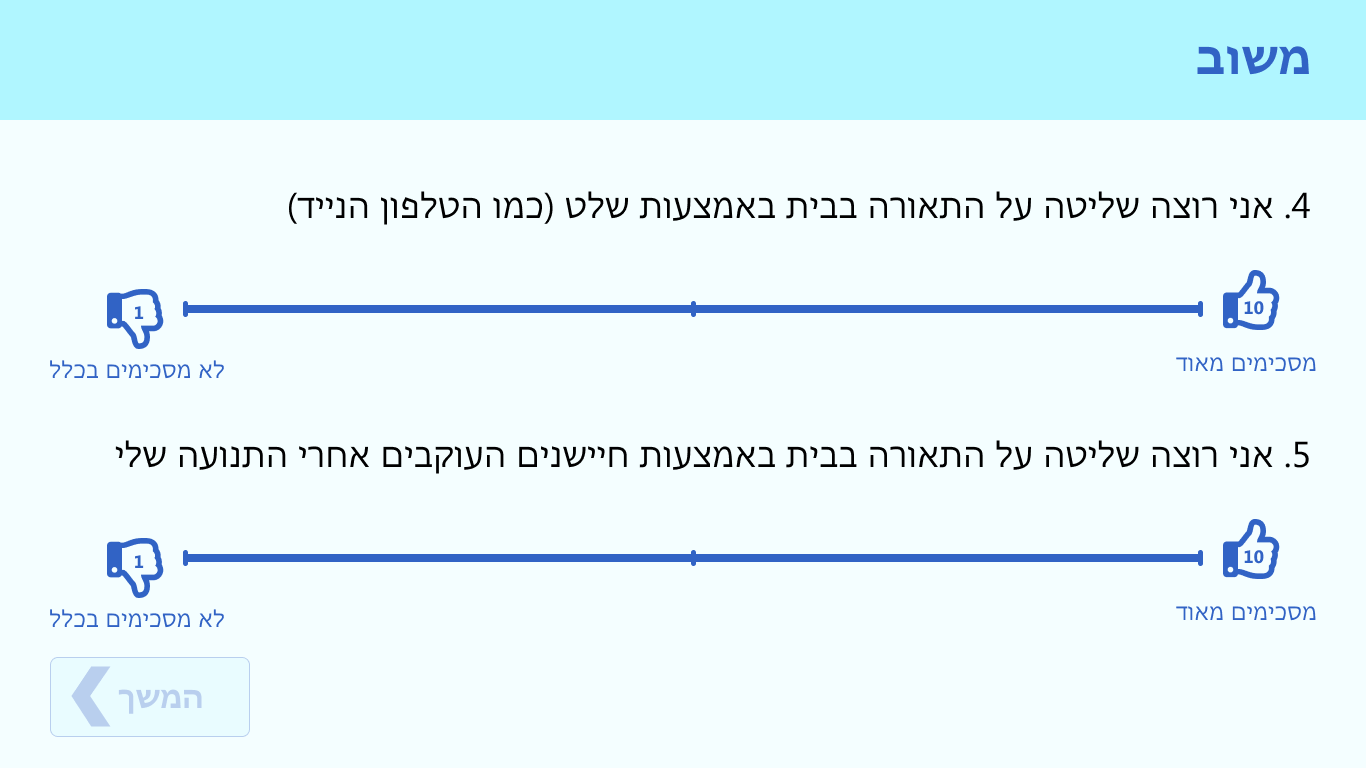 משוב
4. אני רוצה שליטה על התאורה בבית באמצעות שלט (כמו הטלפון הנייד)
10
1
מסכימים מאוד
לא מסכימים בכלל
5. אני רוצה שליטה על התאורה בבית באמצעות חיישנים העוקבים אחרי התנועה שלי
10
1
מסכימים מאוד
לא מסכימים בכלל
המשך